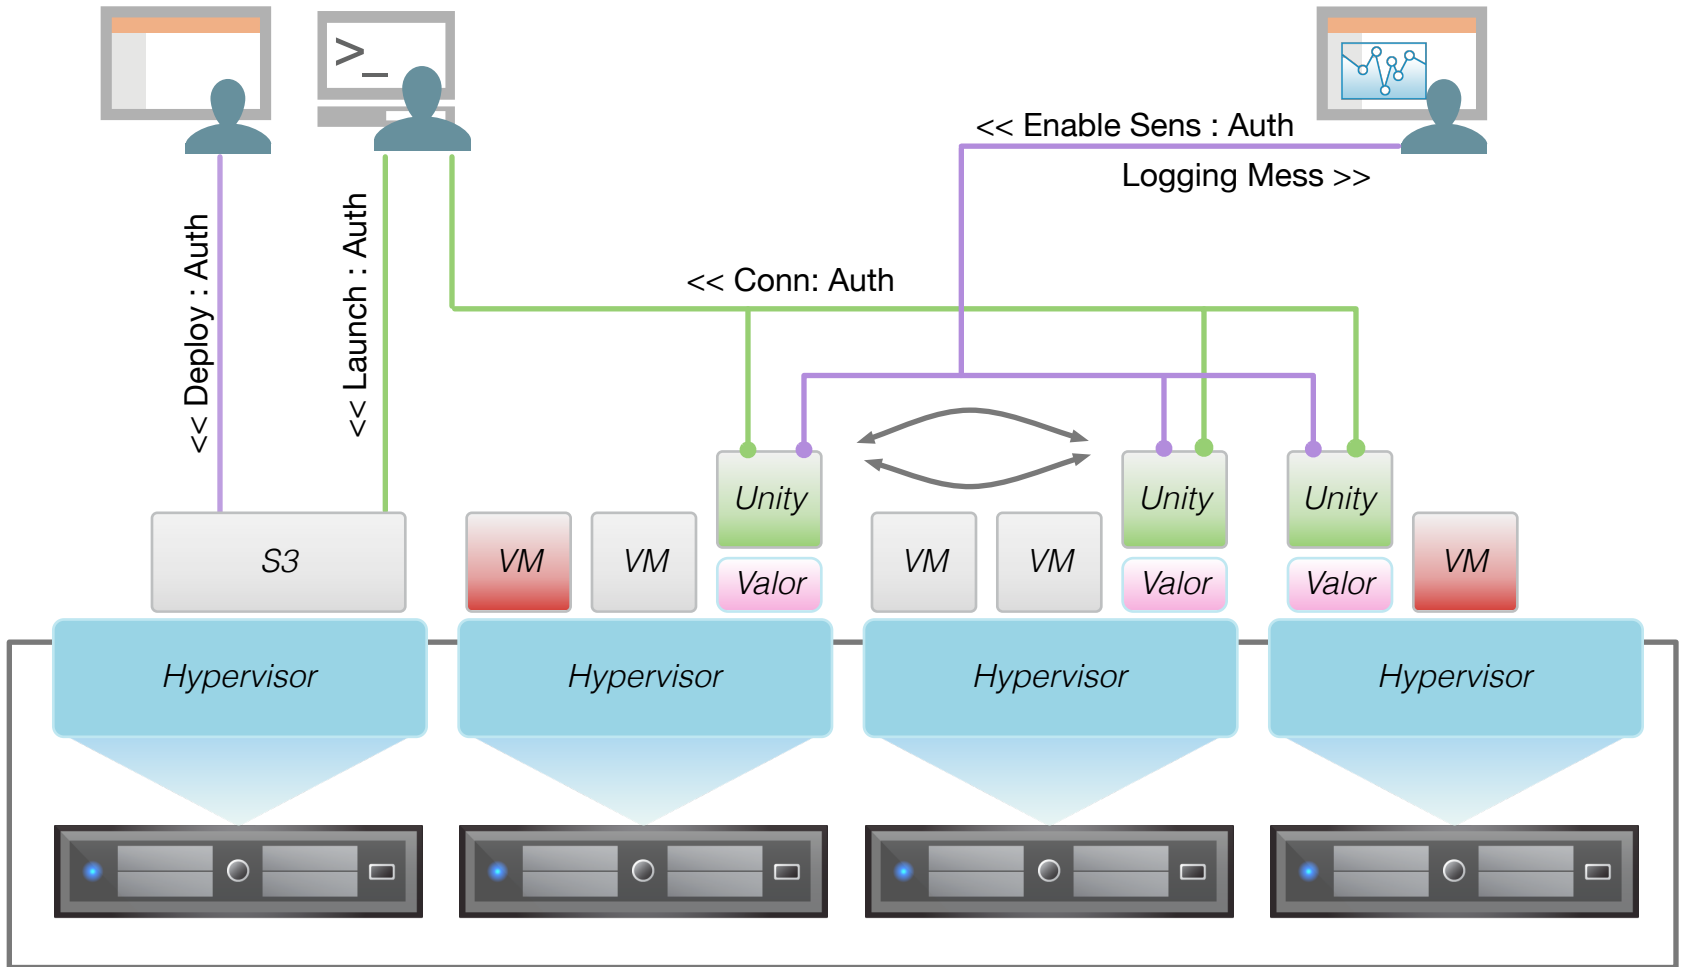 >_
<< Enable Sens : Auth
Logging Mess >>
<< Deploy : Auth
<< Launch : Auth
<< Conn: Auth
S3
VM
VM
Unity
Valor
VM
VM
Unity
Valor
Unity
Valor
VM
Hypervisor
Hypervisor
Hypervisor
Hypervisor